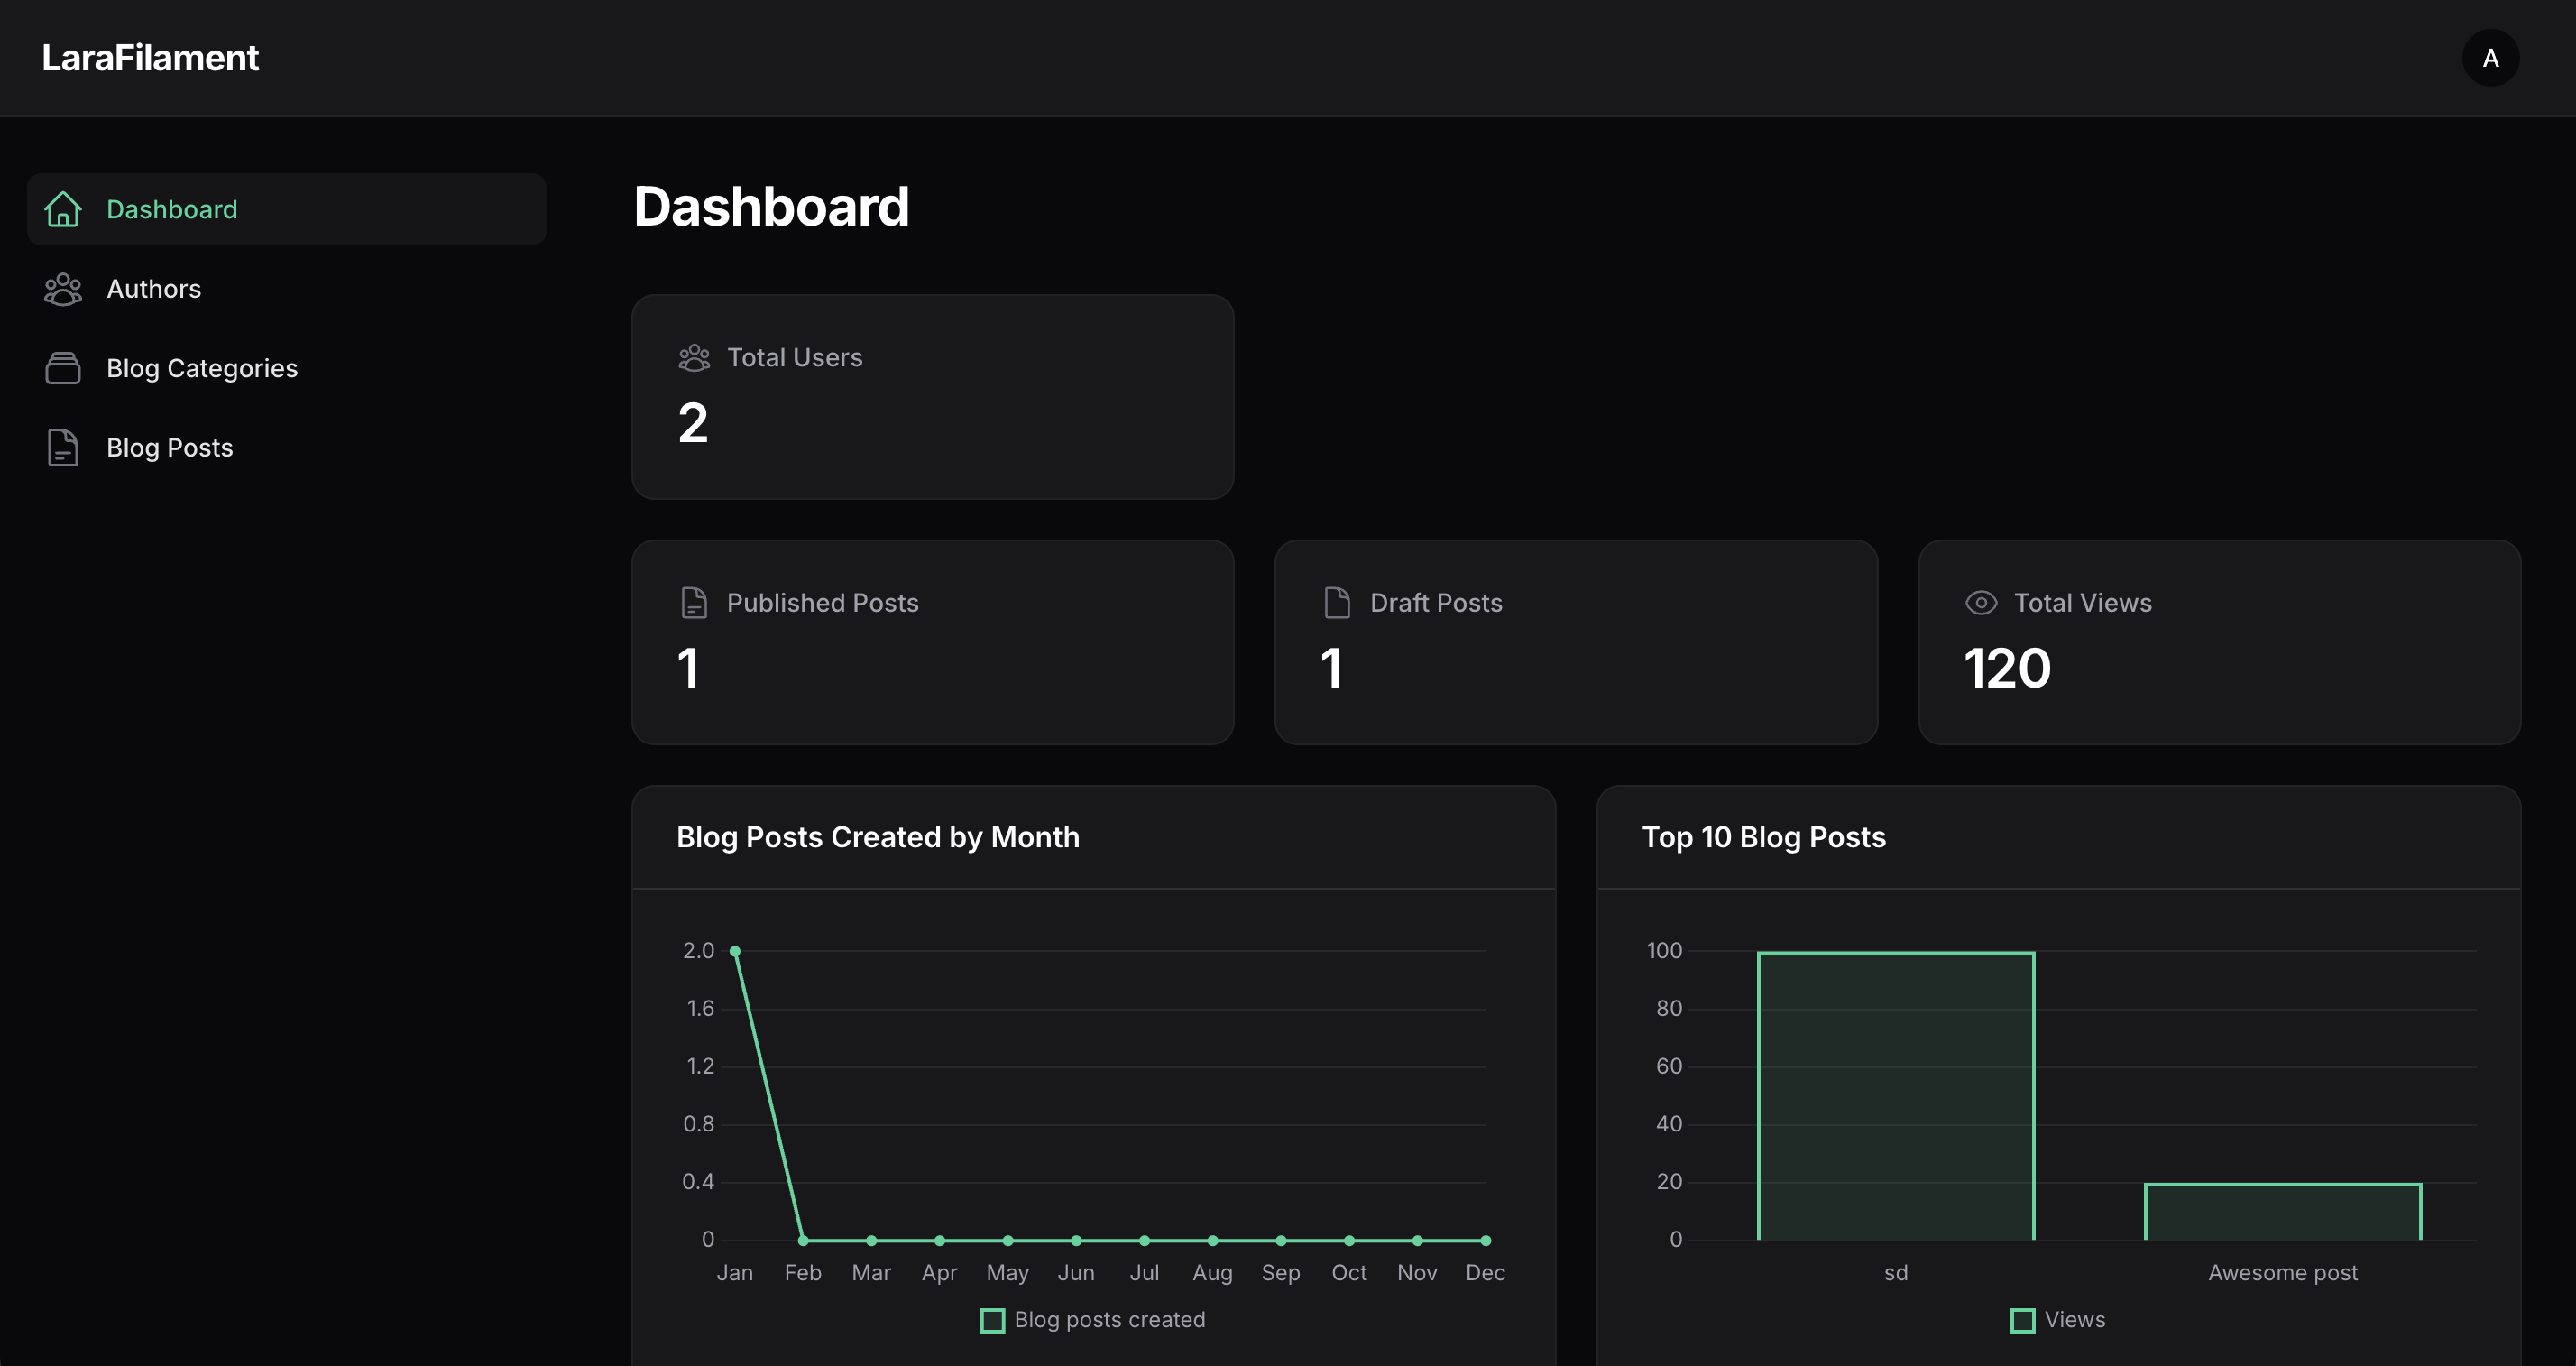 LaraFilament
A
Dashboard
Authors
Blog Categories
Blog Posts
Dashboard
Total Users
2
Published Posts
1
Draft Posts
1
Total Views
120
Blog Posts Created by Month
2.0
1.6
1.2
0.8
0.4
0
Jan Feb Mar Apr May Jun Jul Aug Sep Oct Nov Dec
Blog posts created
Top 10 Blog Posts
100
80
60
40
20
0
sd Awesome post
Views